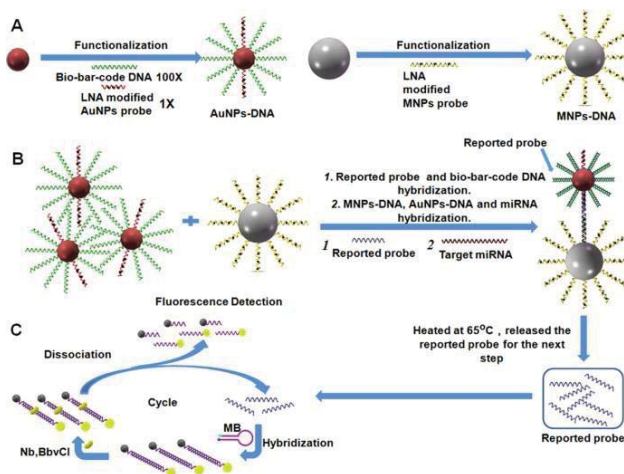 A
Functionalization
Bio-bar-code DNA 100X
LNA modified
AuNPs probe
1X
AuNPs-DNA
Functionalization
LNA
modified
MNPs probe
MNPs-DNA
B
Reported probe
1. Reported probe and bio-bar-code DNA
hybridization.
2. MNPs-DNA, AuNPs-DNA and miRNA
hybridization.
1
Reported probe
2
Target miRNA
Heated at 65°C , released the
reported probe for the next
step
Reported probe
C
Fluorescence Detection
Dissociation
Cycle
MB
Hybridization
Nb,BbvCI